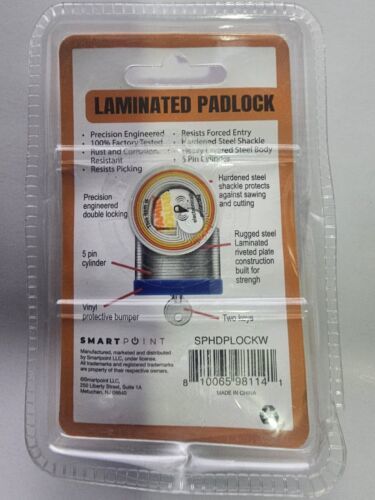 LAMINATED PADLOCK
• Precision Engineered
• 100% Factory Tested
• Rust and Corrosion
Resistant
• Resists Picking
• Resists Forced Entry
• Hardened Steel Shackle
Heavy Layered Steel Body
5 Pin Cylinder
Precision
engineered
double locking
Hardened steel
shackle protects
against sawing
and cutting
Rugged steel
Laminated
riveted plate
construction
built for
strengh
5 pin
cylinder
Vinyl
protective bumper
Two keys
SMARTPOINT
Manufactured, marketed and distributed
by Smartpoint LLC, under license.
All trademarks and registered trademarks
are property of their respective owners.
©Smartpoint LLC,
250 Liberty Street, Suite 1A
Metuchen, NJ 08840
SPHDPLOCKW
8 10065 98114 1
MADE IN CHINA